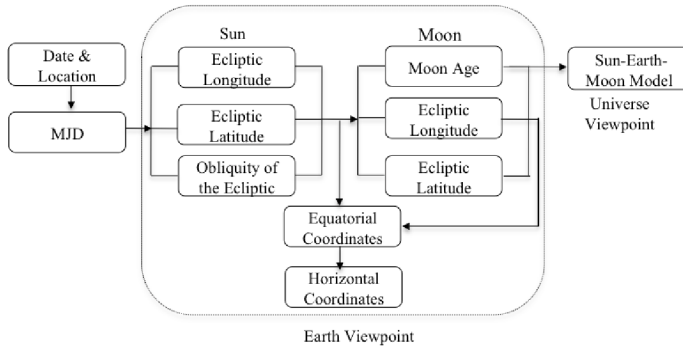 Sun
Moon
Date &
Location
MJD
Ecliptic
Longitude
Ecliptic
Latitude
Obliquity of
the Ecliptic
Moon Age
Ecliptic
Longitude
Ecliptic
Latitude
Sun-Earth-
Moon Model
Universe
Viewpoint
Equatorial
Coordinates
Horizontal
Coordinates
Earth Viewpoint